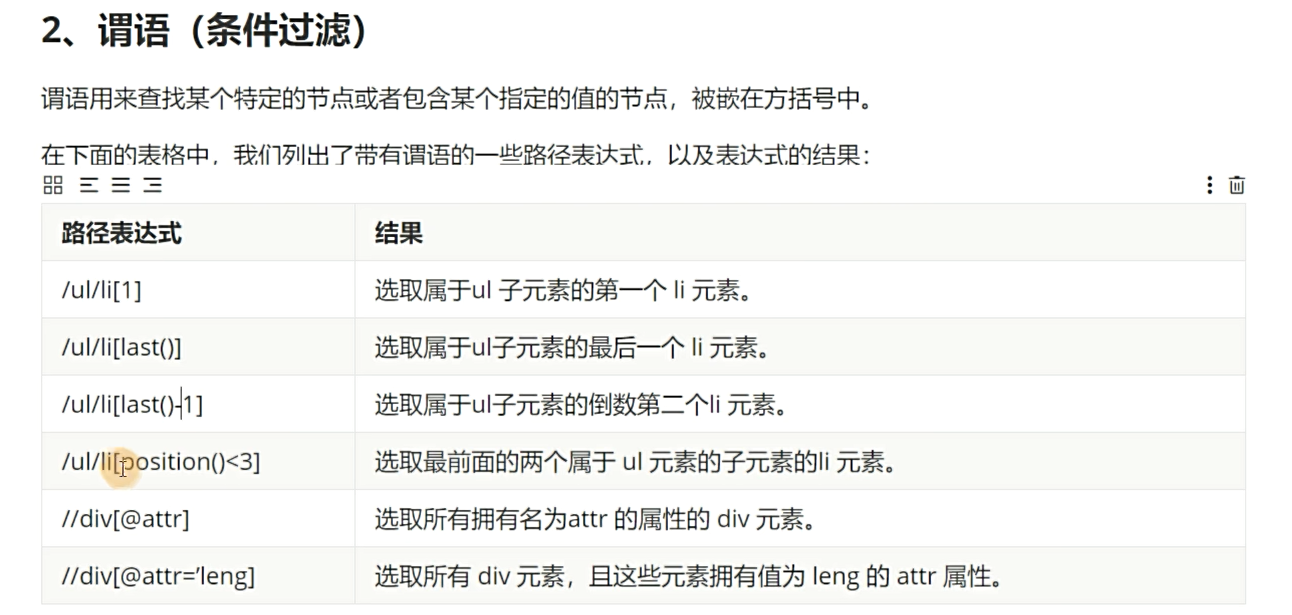 2、谓语（条件过滤）
谓语用来查找某个特定的节点或者包含某个指定的值的节点，被嵌在方括号中。
在下面的表格中，我们列出了带有谓语的一些路径表达式，以及表达式的结果：
路径表达式 结果
/ul/li[1] 选取属于ul 子元素的第一个 li 元素。
/ul/li[last()] 选取属于ul子元素的最后一个 li 元素。
/ul/li[last()-1] 选取属于ul子元素的倒数第二个li 元素。
/ul/li[position()<3] 选取最前面的两个属于 ul 元素的子元素的li 元素。
//div[@attr] 选取所有拥有名为attr 的属性的 div 元素。
//div[@attr=’leng] 选取所有 div 元素，且这些元素拥有值为 leng 的 attr 属性。